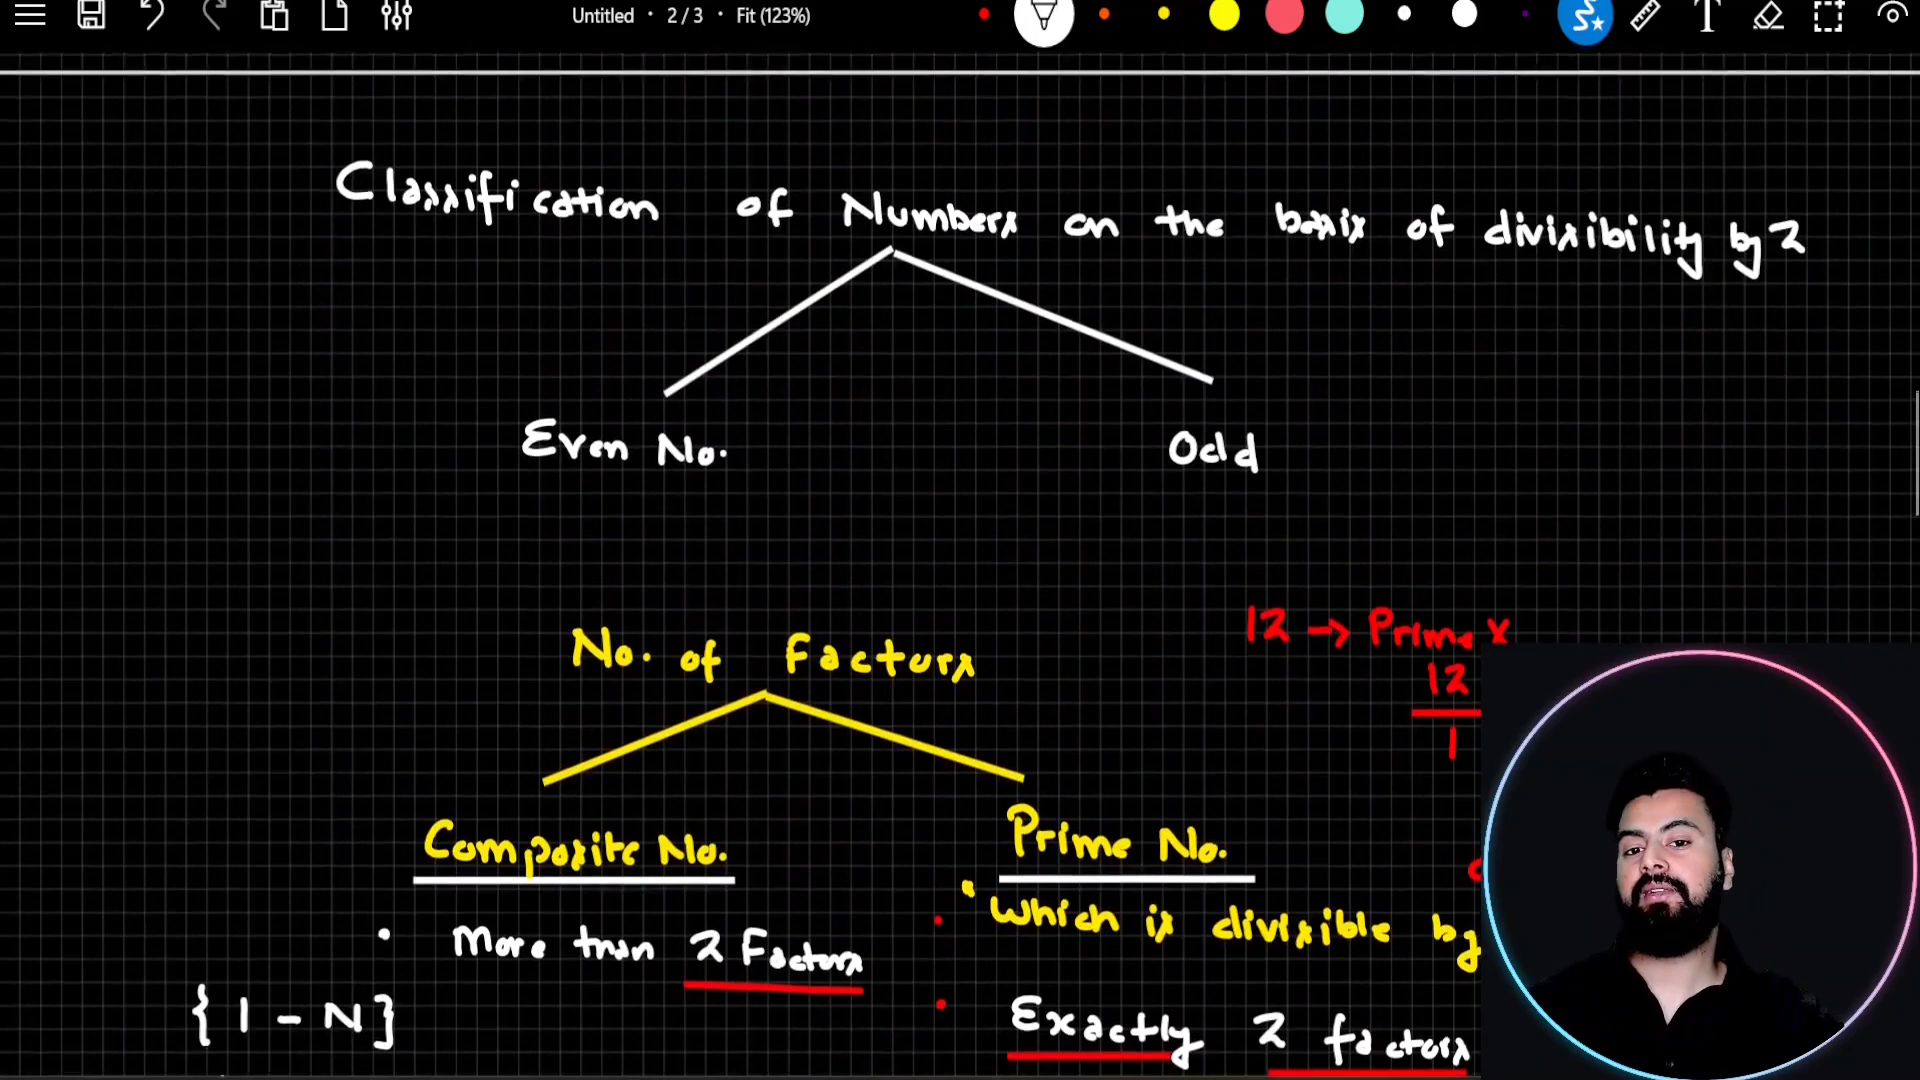 Untitled • 2 / 3 • Fit (123%)
Classification of Numbers on the basis of divisibility by 2
Even No.
Odd
No. of Factors
12 → Prime x
12
1
Composite No.
Prime No.
• More than 2 Factors
• Which is divisible by
{1 - N}
• Exactly 2 factors